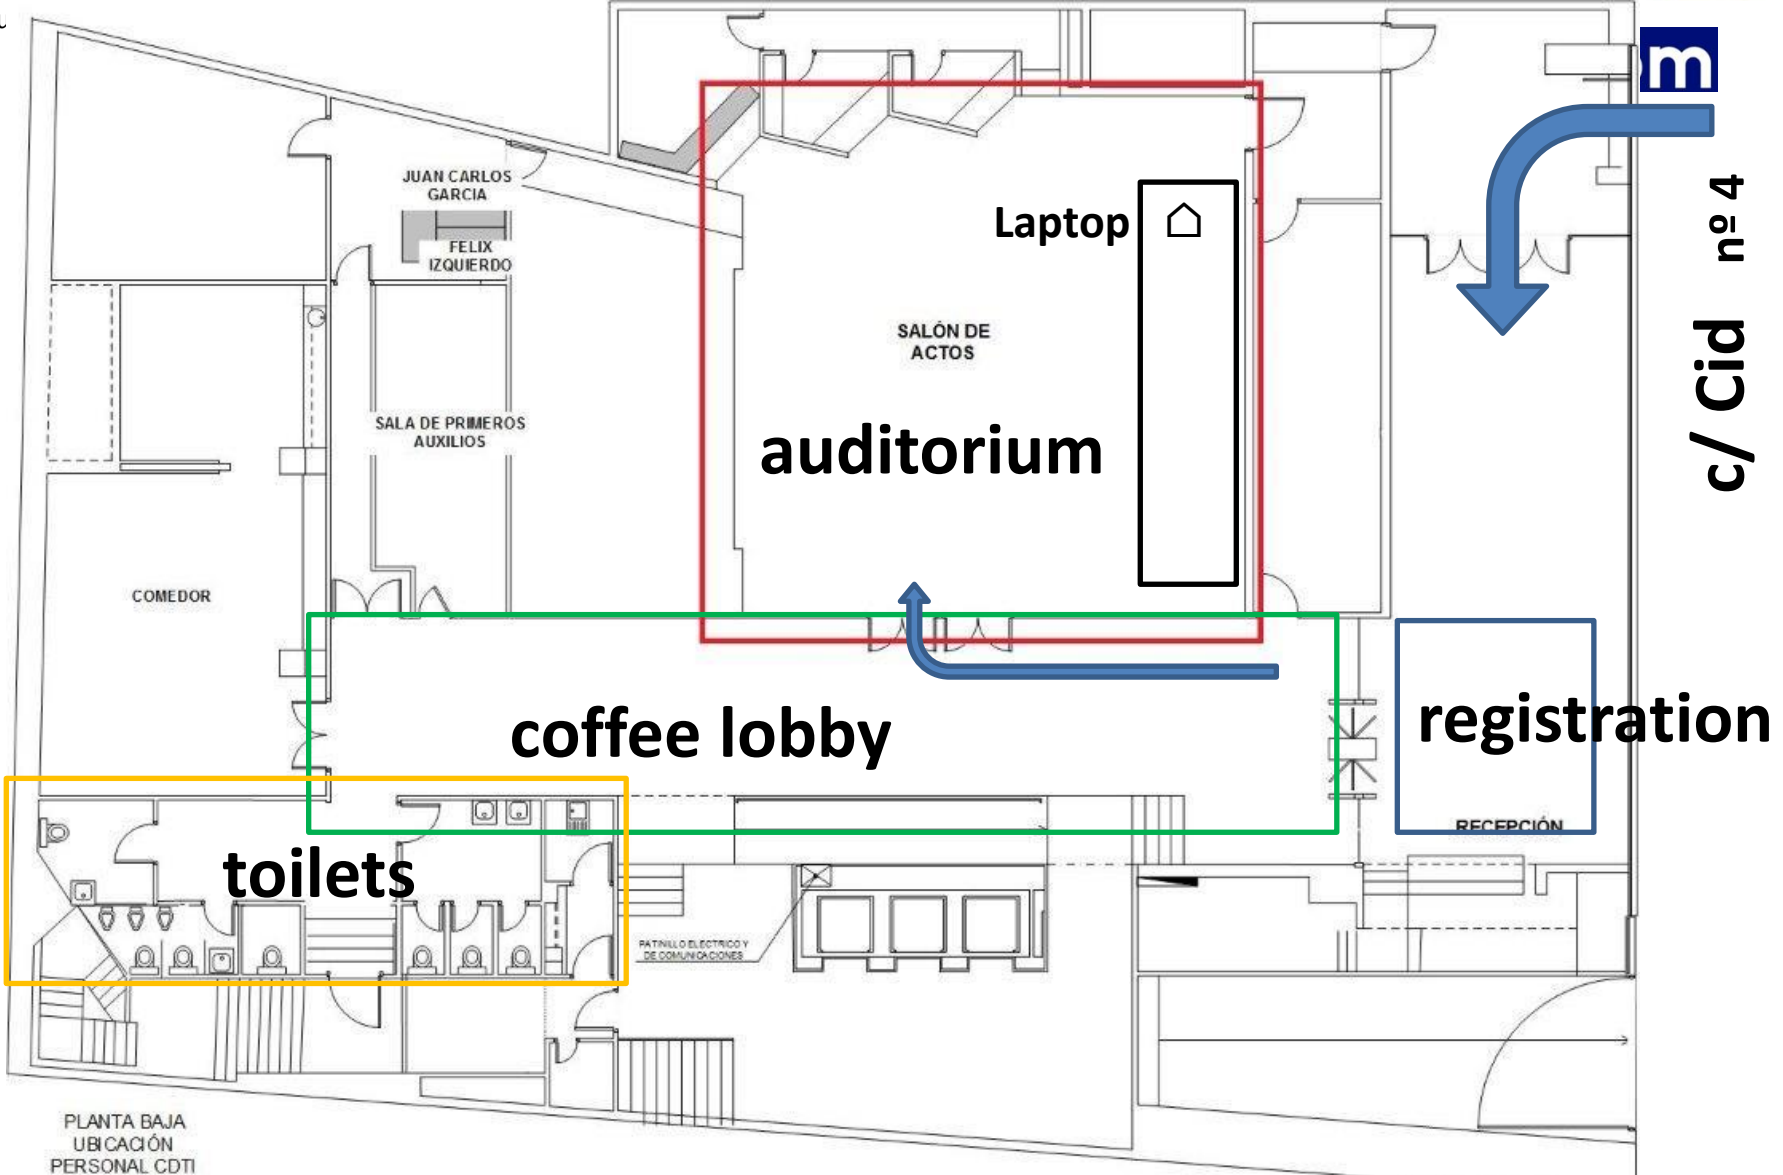 m
JUAN CARLOS
GARCIA
FELIX
IZQUIERDO
Laptop
c/ Cid nº 4
SALÓN DE
ACTOS
SALA DE PRIMEROS
AUXILIOS
auditorium
COMEDOR
coffee lobby
registration
RECEPCIÓN
toilets
PATINILLO ELECTRICO Y
DE COMUNICACIONES
PLANTA BAJA
UBICACIÓN
PERSONAL CDTI